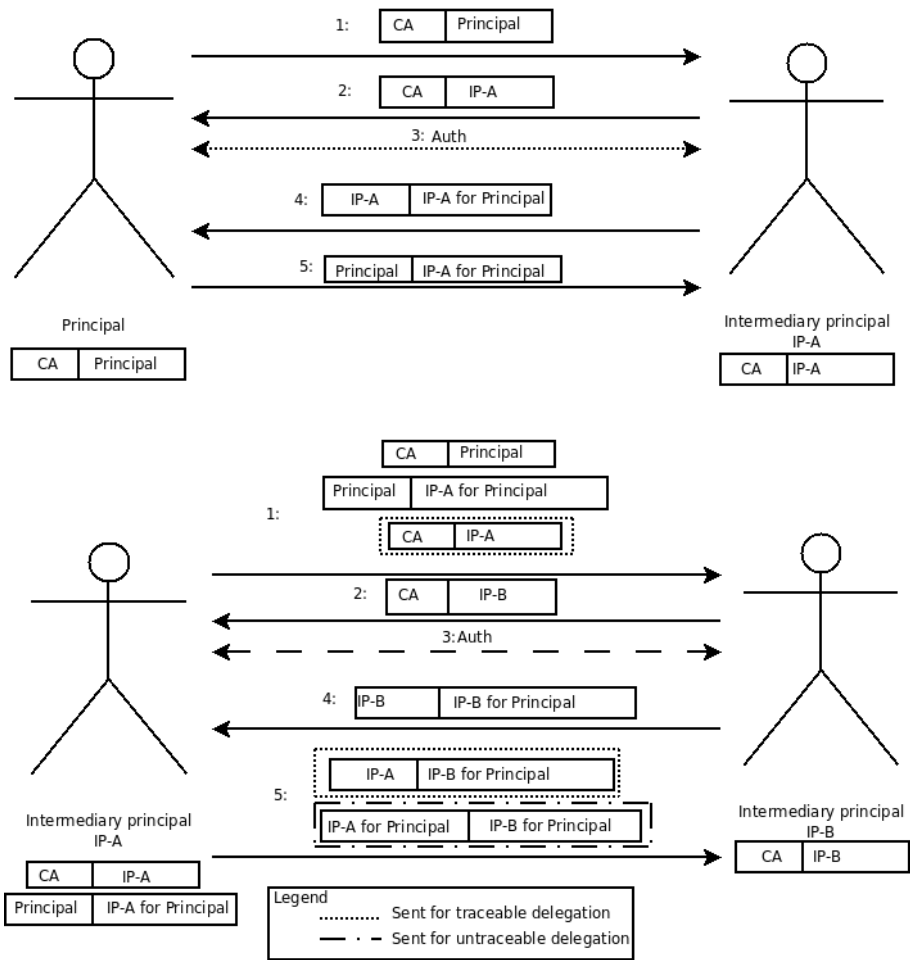 1: CA Principal
2: CA IP-A
3: Auth
4: IP-A IP-A for Principal
5: Principal IP-A for Principal
Principal
CA Principal
Intermediary principal
IP-A
CA IP-A
CA Principal
Principal IP-A for Principal
1:
CA IP-A
2: CA IP-B
3:Auth
4: IP-B IP-B for Principal
IP-A IP-B for Principal
5:
IP-A for Principal IP-B for Principal
Intermediary principal
IP-A
CA IP-A
Principal IP-A for Principal
Intermediary principal
IP-B
CA IP-B
Legend
Sent for traceable delegation
Sent for untraceable delegation